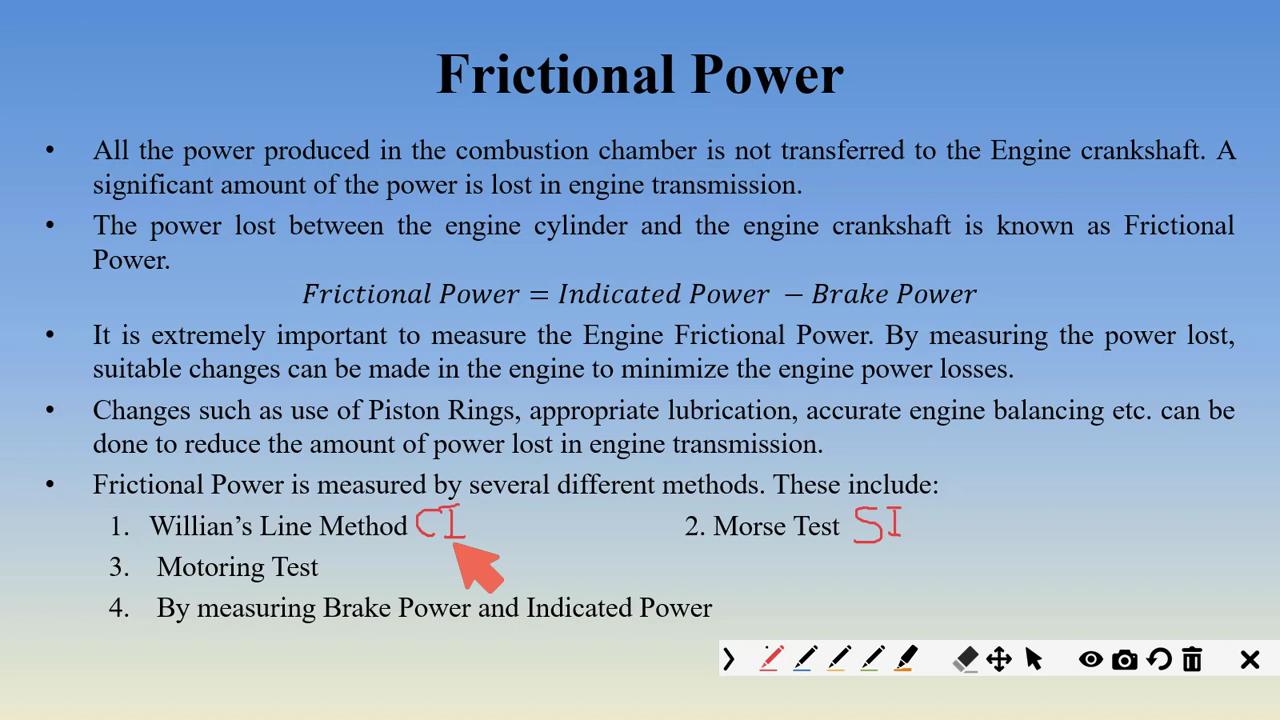 Frictional Power
• All the power produced in the combustion chamber is not transferred to the Engine crankshaft. A
significant amount of the power is lost in engine transmission.
• The power lost between the engine cylinder and the engine crankshaft is known as Frictional
Power.
Frictional Power = Indicated Power − Brake Power
• It is extremely important to measure the Engine Frictional Power. By measuring the power lost,
suitable changes can be made in the engine to minimize the engine power losses.
• Changes such as use of Piston Rings, appropriate lubrication, accurate engine balancing etc. can be
done to reduce the amount of power lost in engine transmission.
• Frictional Power is measured by several different methods. These include:
1. Willian's Line Method CI 2. Morse Test SI
3. Motoring Test
4. By measuring Brake Power and Indicated Power